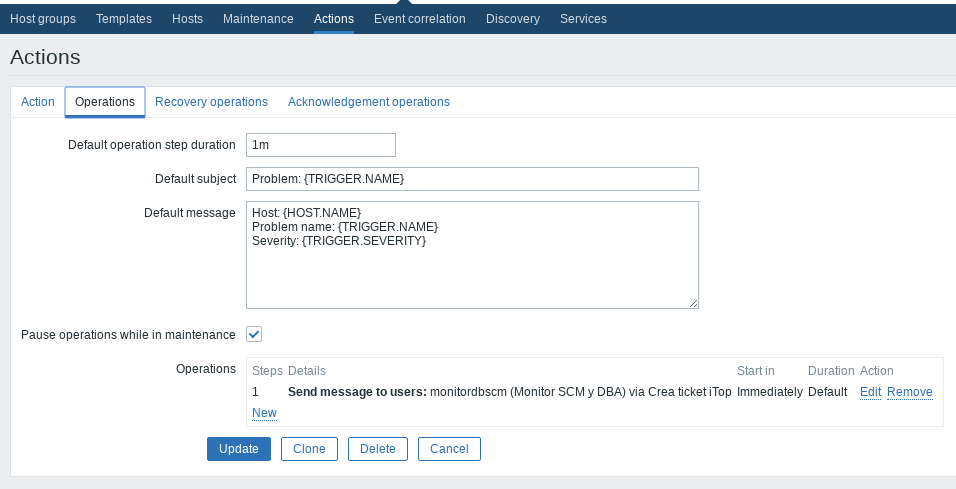 Host groups Templates Hosts Maintenance Actions Event correlation Discovery Services
Actions
Action Operations Recovery operations Acknowledgement operations
Default operation step duration 1m
Default subject Problem: {TRIGGER.NAME}
Default message Host: {HOST.NAME}
Problem name: {TRIGGER.NAME}
Severity: {TRIGGER.SEVERITY}
Pause operations while in maintenance
Operations Steps Details Start in Duration Action
1 Send message to users: monitordbscm (Monitor SCM y DBA) via Crea ticket iTop Immediately Default Edit Remove
New
Update Clone Delete Cancel